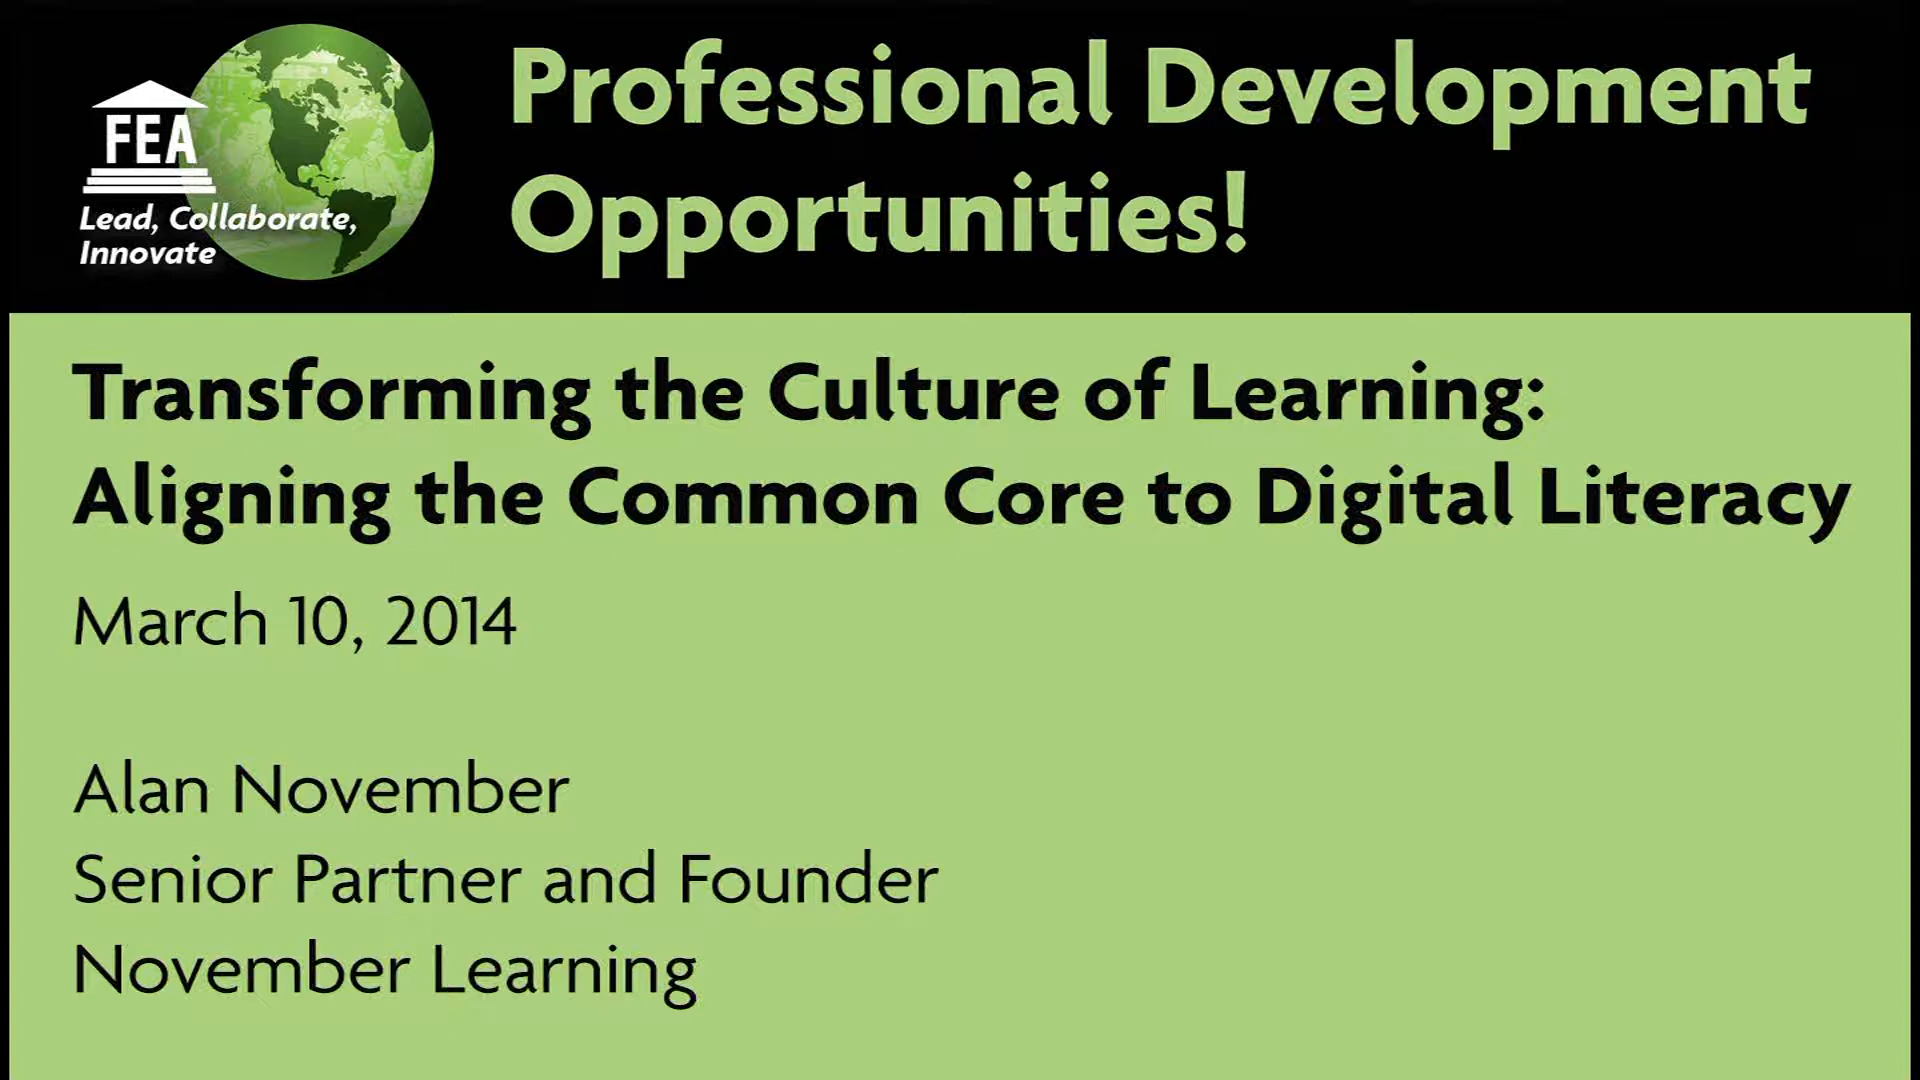 FEA
Lead, Collaborate,
Innovate
Professional Development
Opportunities!
Transforming the Culture of Learning:
Aligning the Common Core to Digital Literacy
March 10, 2014
Alan November
Senior Partner and Founder
November Learning